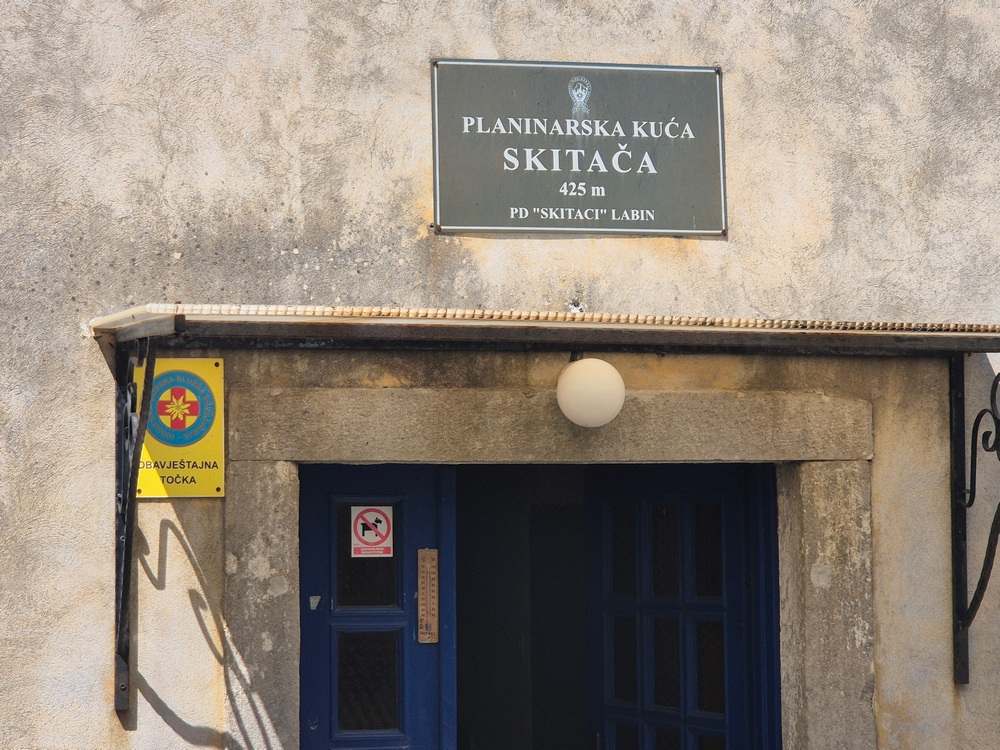 PLANINARSKA KUĆA
SKITAČA
425 m
PD "SKITACI" LABIN
OBAVJEŠTAJNA
TOČKA